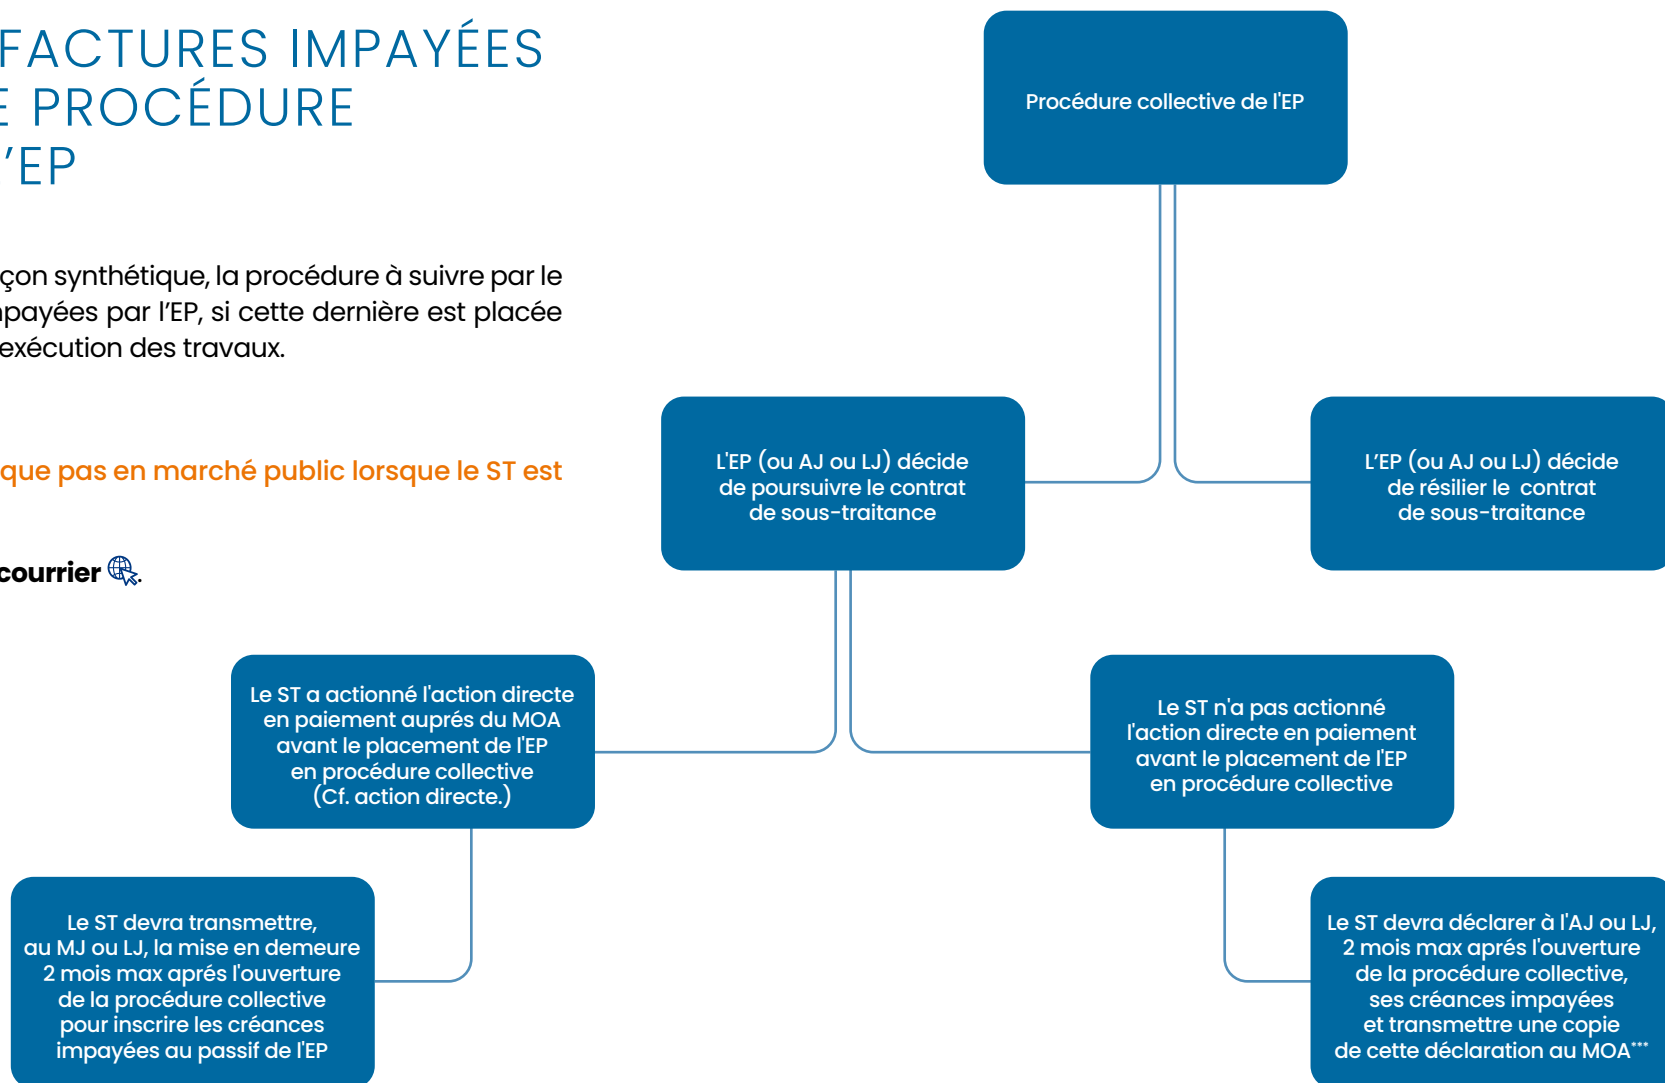 FACTURES IMPAYÉES
E PROCÉDURE
'EP
çon synthétique, la procédure à suivre par le
payées par l'EP, si cette dernière est placée
exécution des travaux.
que pas en marché public lorsque le ST est
courrier.
Procédure collective de l'EP
L'EP (ou AJ ou LJ) décide
de poursuivre le contrat
de sous-traitance
L'EP (ou AJ ou LJ) décide
de résilier le contrat
de sous-traitance
Le ST a actionné l'action directe
en paiement auprés du MOA
avant le placement de l'EP
en procédure collective
(Cf. action directe.)
Le ST n'a pas actionné
l'action directe en paiement
avant le placement de l'EP
en procédure collective
Le ST devra transmettre,
au MJ ou LJ, la mise en demeure
2 mois max aprés l'ouverture
de la procédure collective
pour inscrire les créances
impayées au passif de l'EP
Le ST devra déclarer à l'AJ ou LJ,
2 mois max aprés l'ouverture
de la procédure collective,
ses créances impayées
et transmettre une copie
de cette déclaration au MOA***